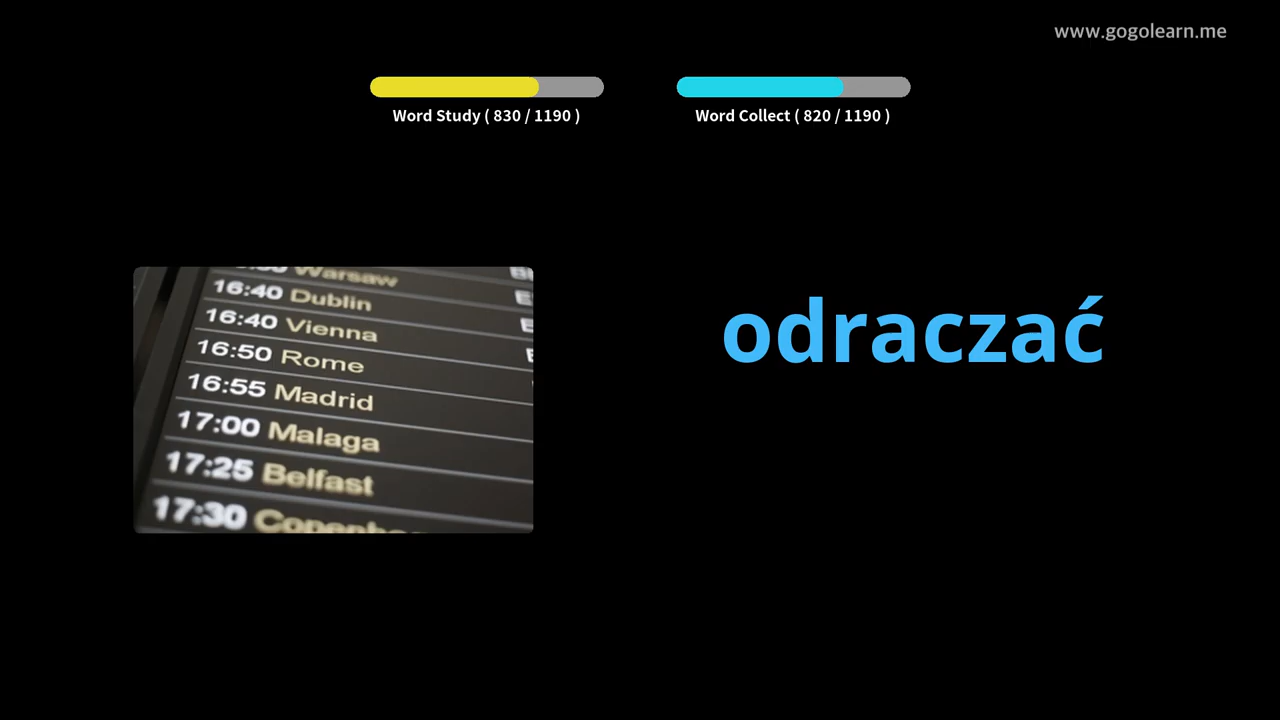 www.gogolearn.me
Word Study ( 830 / 1190 )
Word Collect ( 820 / 1190 )
Warsaw
16:40 Dublin
16:40 Vienna
16:50 Rome
16:55 Madrid
17:00 Malaga
17:25 Belfast
17:30
odraczać